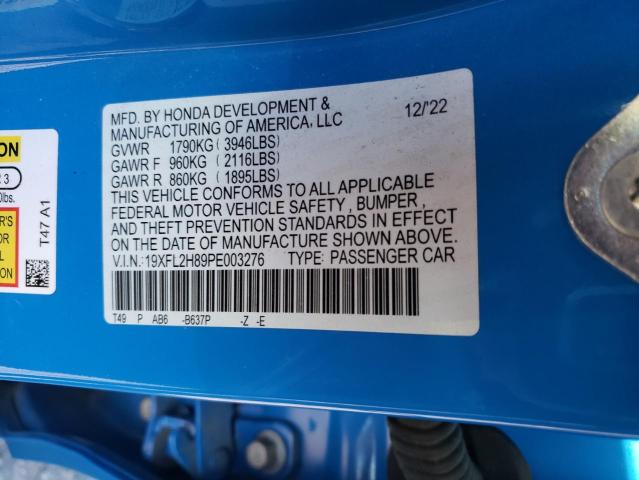 MFD. BY HONDA DEVELOPMENT & 12/'22
MANUFACTURING OF AMERICA, LLC
GVWR 1790KG ( 3946LBS)
GAWR F 960KG ( 2116LBS)
GAWR R 860KG ( 1895LBS)
THIS VEHICLE CONFORMS TO ALL APPLICABLE
FEDERAL MOTOR VEHICLE SAFETY , BUMPER ,
AND THEFT PREVENTION STANDARDS IN EFFECT
ON THE DATE OF MANUFACTURE SHOWN ABOVE.
V.I.N.:19XFL2H89PE003276 TYPE: PASSENGER CAR
T49 P AB6 -B637P -Z -E
T47 A1